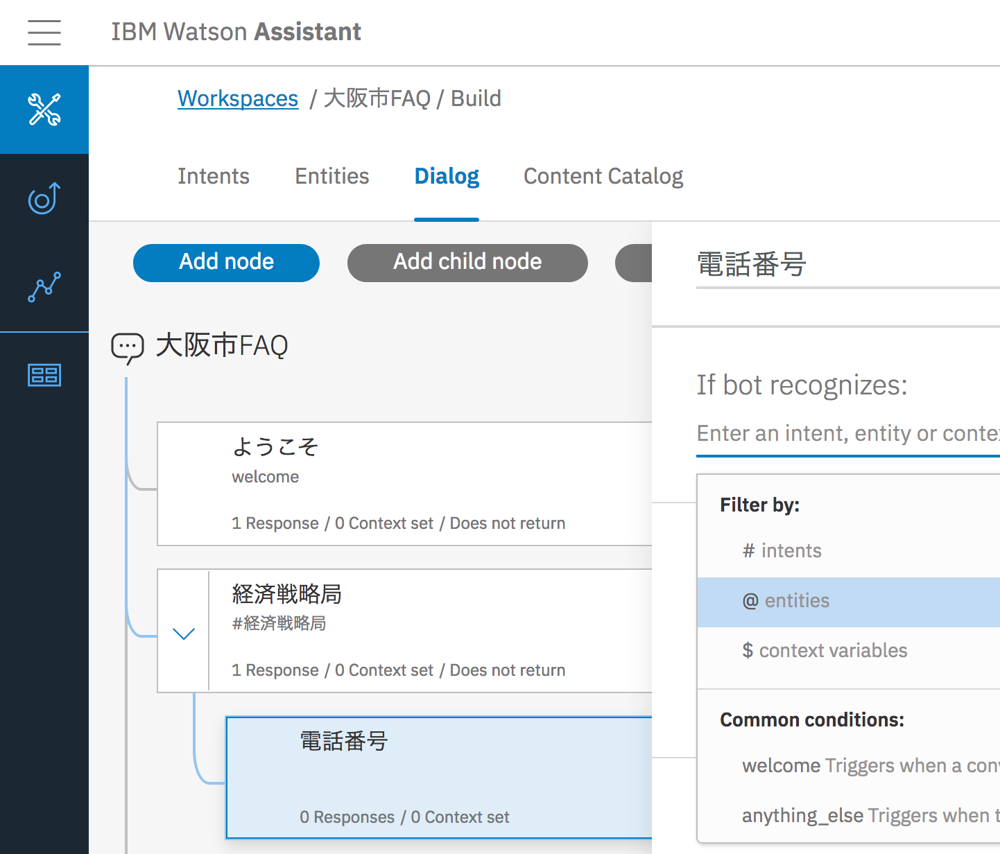 IBM Watson Assistant
Workspaces / 大阪市FAQ / Build
Intents Entities Dialog Content Catalog
Add node Add child node
大阪市FAQ
ようこそ
welcome
1 Response / 0 Context set / Does not return
経済戦略局
#経済戦略局
1 Response / 0 Context set / Does not return
電話番号
0 Responses / 0 Context set
電話番号
If bot recognizes:
Enter an intent, entity or conte
Filter by:
# intents
@ entities
$ context variables
Common conditions:
welcome Triggers when a conv
anything_else Triggers when t